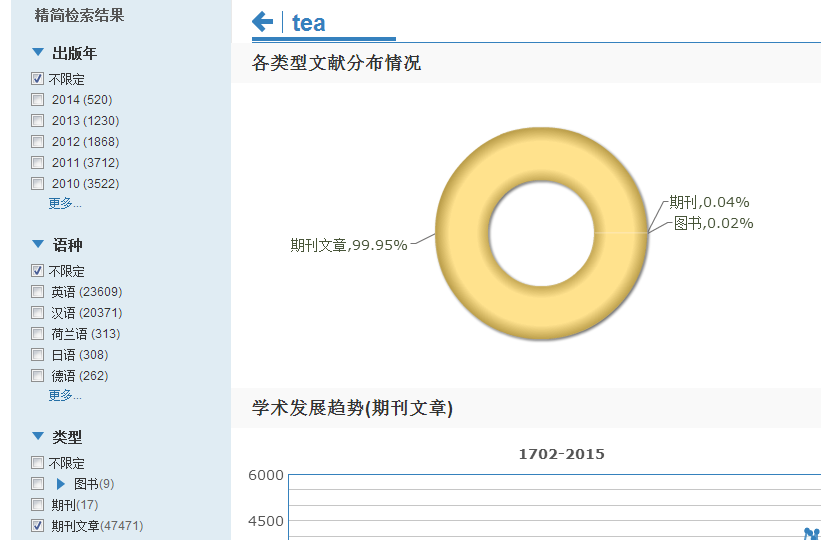 精简检索结果
出版年
不限定
2014 (520)
2013 (1230)
2012 (1868)
2011 (3712)
2010 (3522)
更多...
语种
不限定
英语 (23609)
汉语 (20371)
荷兰语 (313)
日语 (308)
德语 (262)
更多...
类型
不限定
图书(9)
期刊(17)
期刊文章(47471)
tea
各类型文献分布情况
期刊,0.04%
图书,0.02%
期刊文章,99.95%
学术发展趋势(期刊文章)
1702-2015
6000
4500